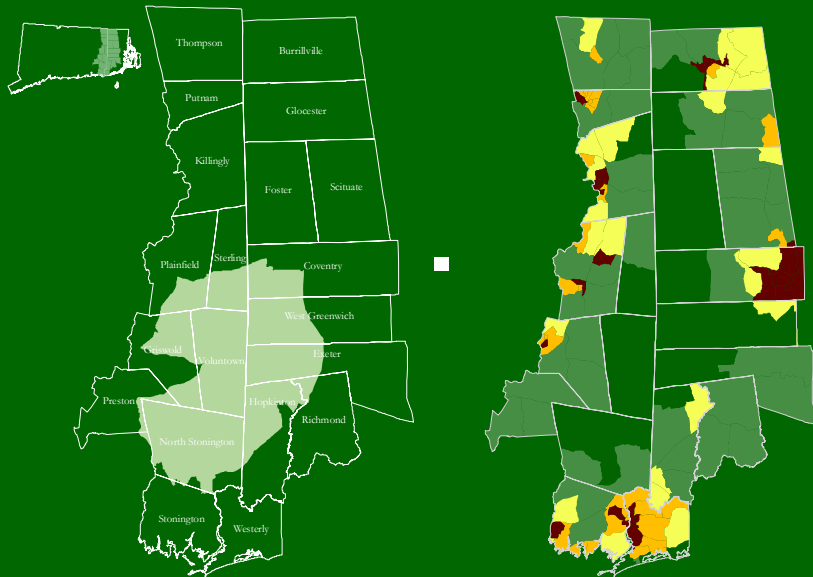 Thompson
Burrillville
Putnam
Glocester
Killingly
Foster
Scituate
Plainfield
Sterling
Coventry
West Greenwich
Griswold
Voluntown
Exeter
Preston
Hopkinton
Richmond
North Stonington
Stonington
Westerly